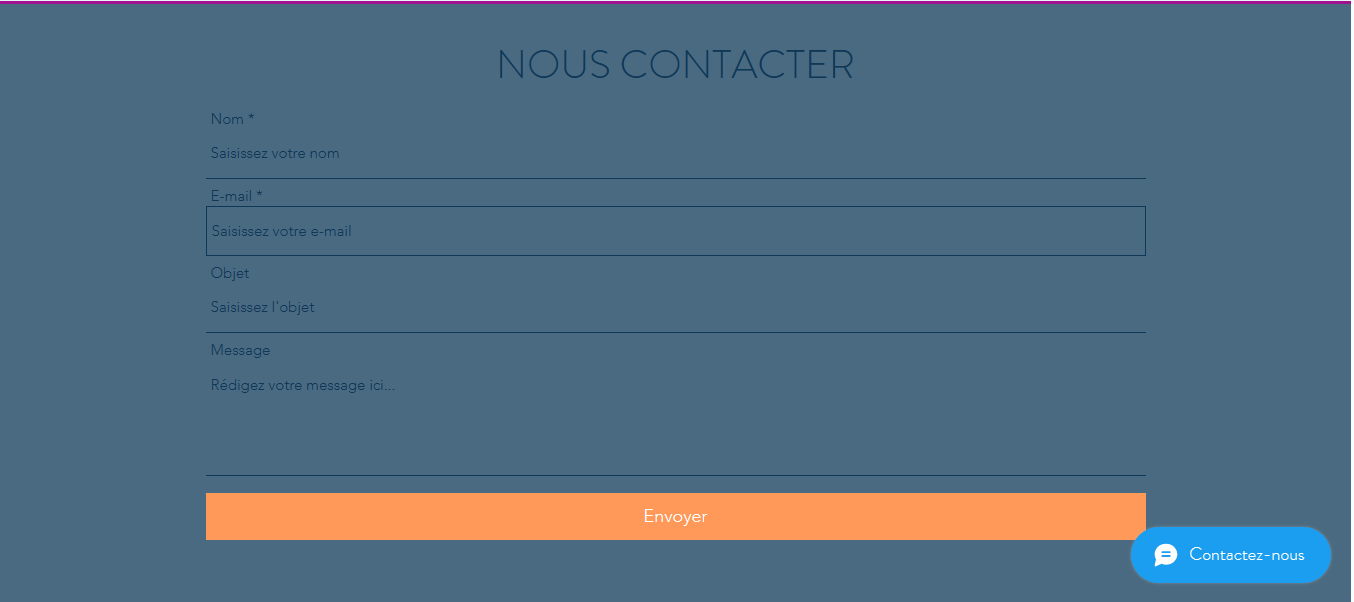 NOUS CONTACTER
Nom *
Saisissez votre nom
E-mail *
Saisissez votre e-mail
Objet
Saisissez l'objet
Message
Rédigez votre message ici...
Envoyer
Contactez-nous